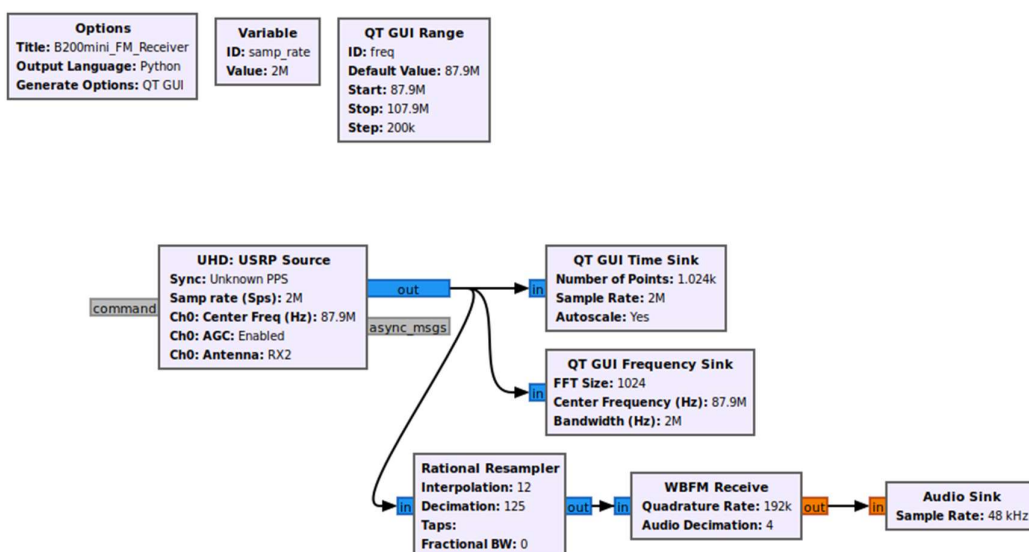 Options
Title: B200mini_FM_Receiver
Output Language: Python
Generate Options: QT GUI
Variable
ID: samp_rate
Value: 2M
QT GUI Range
ID: freq
Default Value: 87.9M
Start: 87.9M
Stop: 107.9M
Step: 200k
UHD: USRP Source
Sync: Unknown PPS
Samp rate (Sps): 2M
Ch0: Center Freq (Hz): 87.9M
Ch0: AGC: Enabled
Ch0: Antenna: RX2
command
out
async_msgs
in
QT GUI Time Sink
Number of Points: 1.024k
Sample Rate: 2M
Autoscale: Yes
in
QT GUI Frequency Sink
FFT Size: 1024
Center Frequency (Hz): 87.9M
Bandwidth (Hz): 2M
in
Rational Resampler
Interpolation: 12
Decimation: 125
Taps:
Fractional BW: 0
out
in
WBFM Receive
Quadrature Rate: 192k
Audio Decimation: 4
out
in
Audio Sink
Sample Rate: 48 kHz